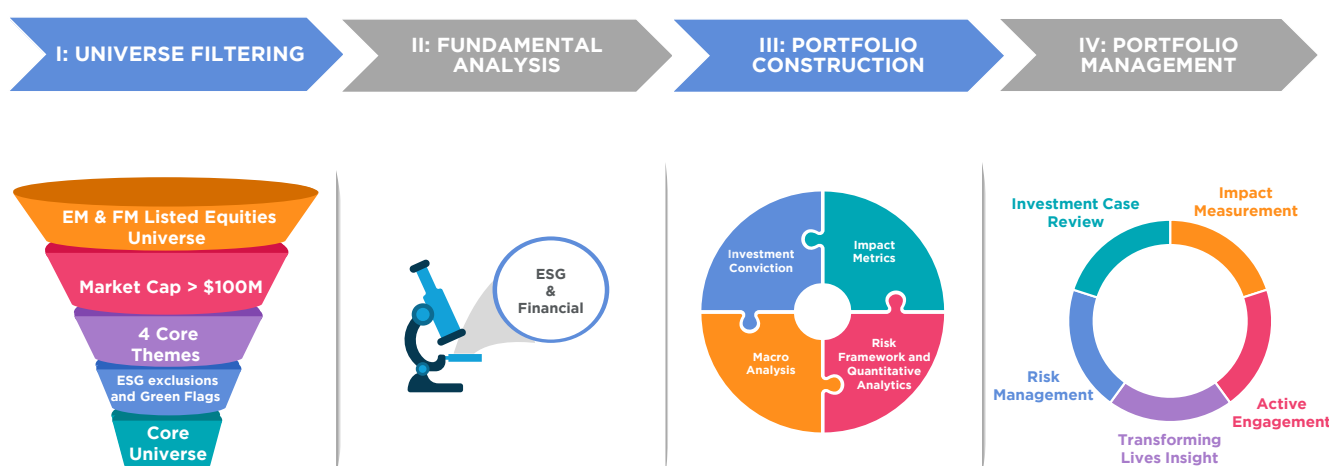 I: UNIVERSE FILTERING
II: FUNDAMENTAL
ANALYSIS
III: PORTFOLIO
CONSTRUCTION
IV: PORTFOLIO
MANAGEMENT
EM & FM Listed Equities
Universe
Market Cap > $100M
4 Core
Themes
ESG exclusions
and Green Flags
Core
Universe
ESG
&
Financial
Investment
Conviction
Impact
Metrics
Macro
Analysis
Risk
Framework and
Quantitative
Analytics
Investment Case
Review
Impact
Measurement
Risk
Management
Active
Engagement
Transforming
Lives Insight